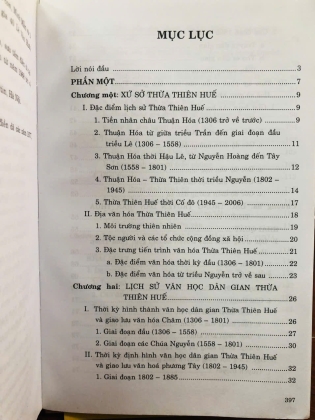 MỤC LỤC
Lời nói đầu 3
PHẦN MỘT 7
Chương một: XỨ SỞ THỪA THIÊN HUẾ 9
I. Đặc điểm lịch sử Thừa Thiên Huế 9
1. Tiền nhân châu Thuận Hóa (1306 trở về trước) 9
2. Thuận Hóa từ giữa triều Trần đến giai đoạn đầu
triều Lê (1306 – 1558) 11
3. Thuận Hóa thời Hậu Lê, từ Nguyễn Hoàng đến Tây
Sơn (1558 – 1801) 12
4. Thuận Hóa – Thừa Thiên thời triều Nguyễn (1802 –
1945) 14
5. Thừa Thiên Huế thời Cố đô (1945 – 2006) 17
II. Địa văn hóa Thừa Thiên Huế 18
1. Môi trường thiên nhiên 19
2. Tộc người và các tổ chức cộng đồng xã hội 20
3. Đặc trưng tiến trình văn hóa Thừa Thiên Huế 21
a. Đặc điểm văn hóa thời kỳ đầu (1306 – 1801) 22
b. Đặc điểm văn hóa từ triều Nguyễn trở về sau 23
Chương hai: LỊCH SỬ VĂN HỌC DÂN GIAN THỪA
THIÊN HUẾ 26
I. Thời kỳ hình thành văn học dân gian Thừa Thiên Huế
và giao lưu văn hóa Chăm (1306 – 1801) 26
1. Giai đoạn đầu (1306 – 1558) 27
2. Giai đoạn các Chúa Nguyễn (1558 – 1801) 30
II. Thời kỳ định hình văn học dân gian Thừa Thiên Huế
và giao lưu văn hoá phương Tây (1802 – 1945) 32
1. Giai đoạn 1802 – 1885 32
397